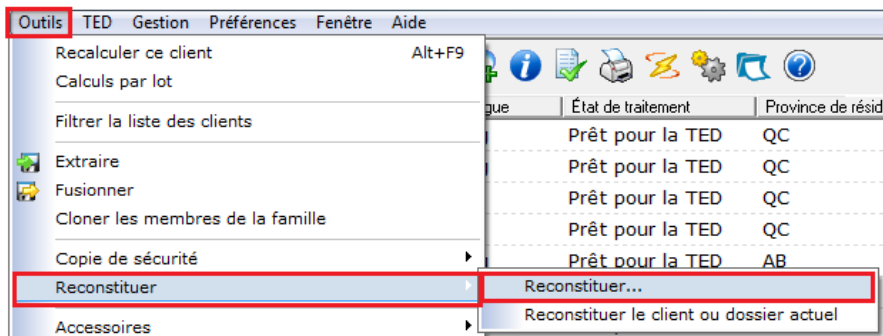 Outils TED Gestion Préférences Fenêtre Aide
Recalculer ce client Alt+F9
Calculs par lot
Filtrer la liste des clients
Extraire
Fusionner
Cloner les membres de la famille
Copie de sécurité
Reconstituer
Accessoires
Reconstituer...
Reconstituer le client ou dossier actuel
gue État de traitement Province de résid
Prêt pour la TED QC
Prêt pour la TED QC
Prêt pour la TED QC
Prêt pour la TED QC
Prêt pour la TED AB